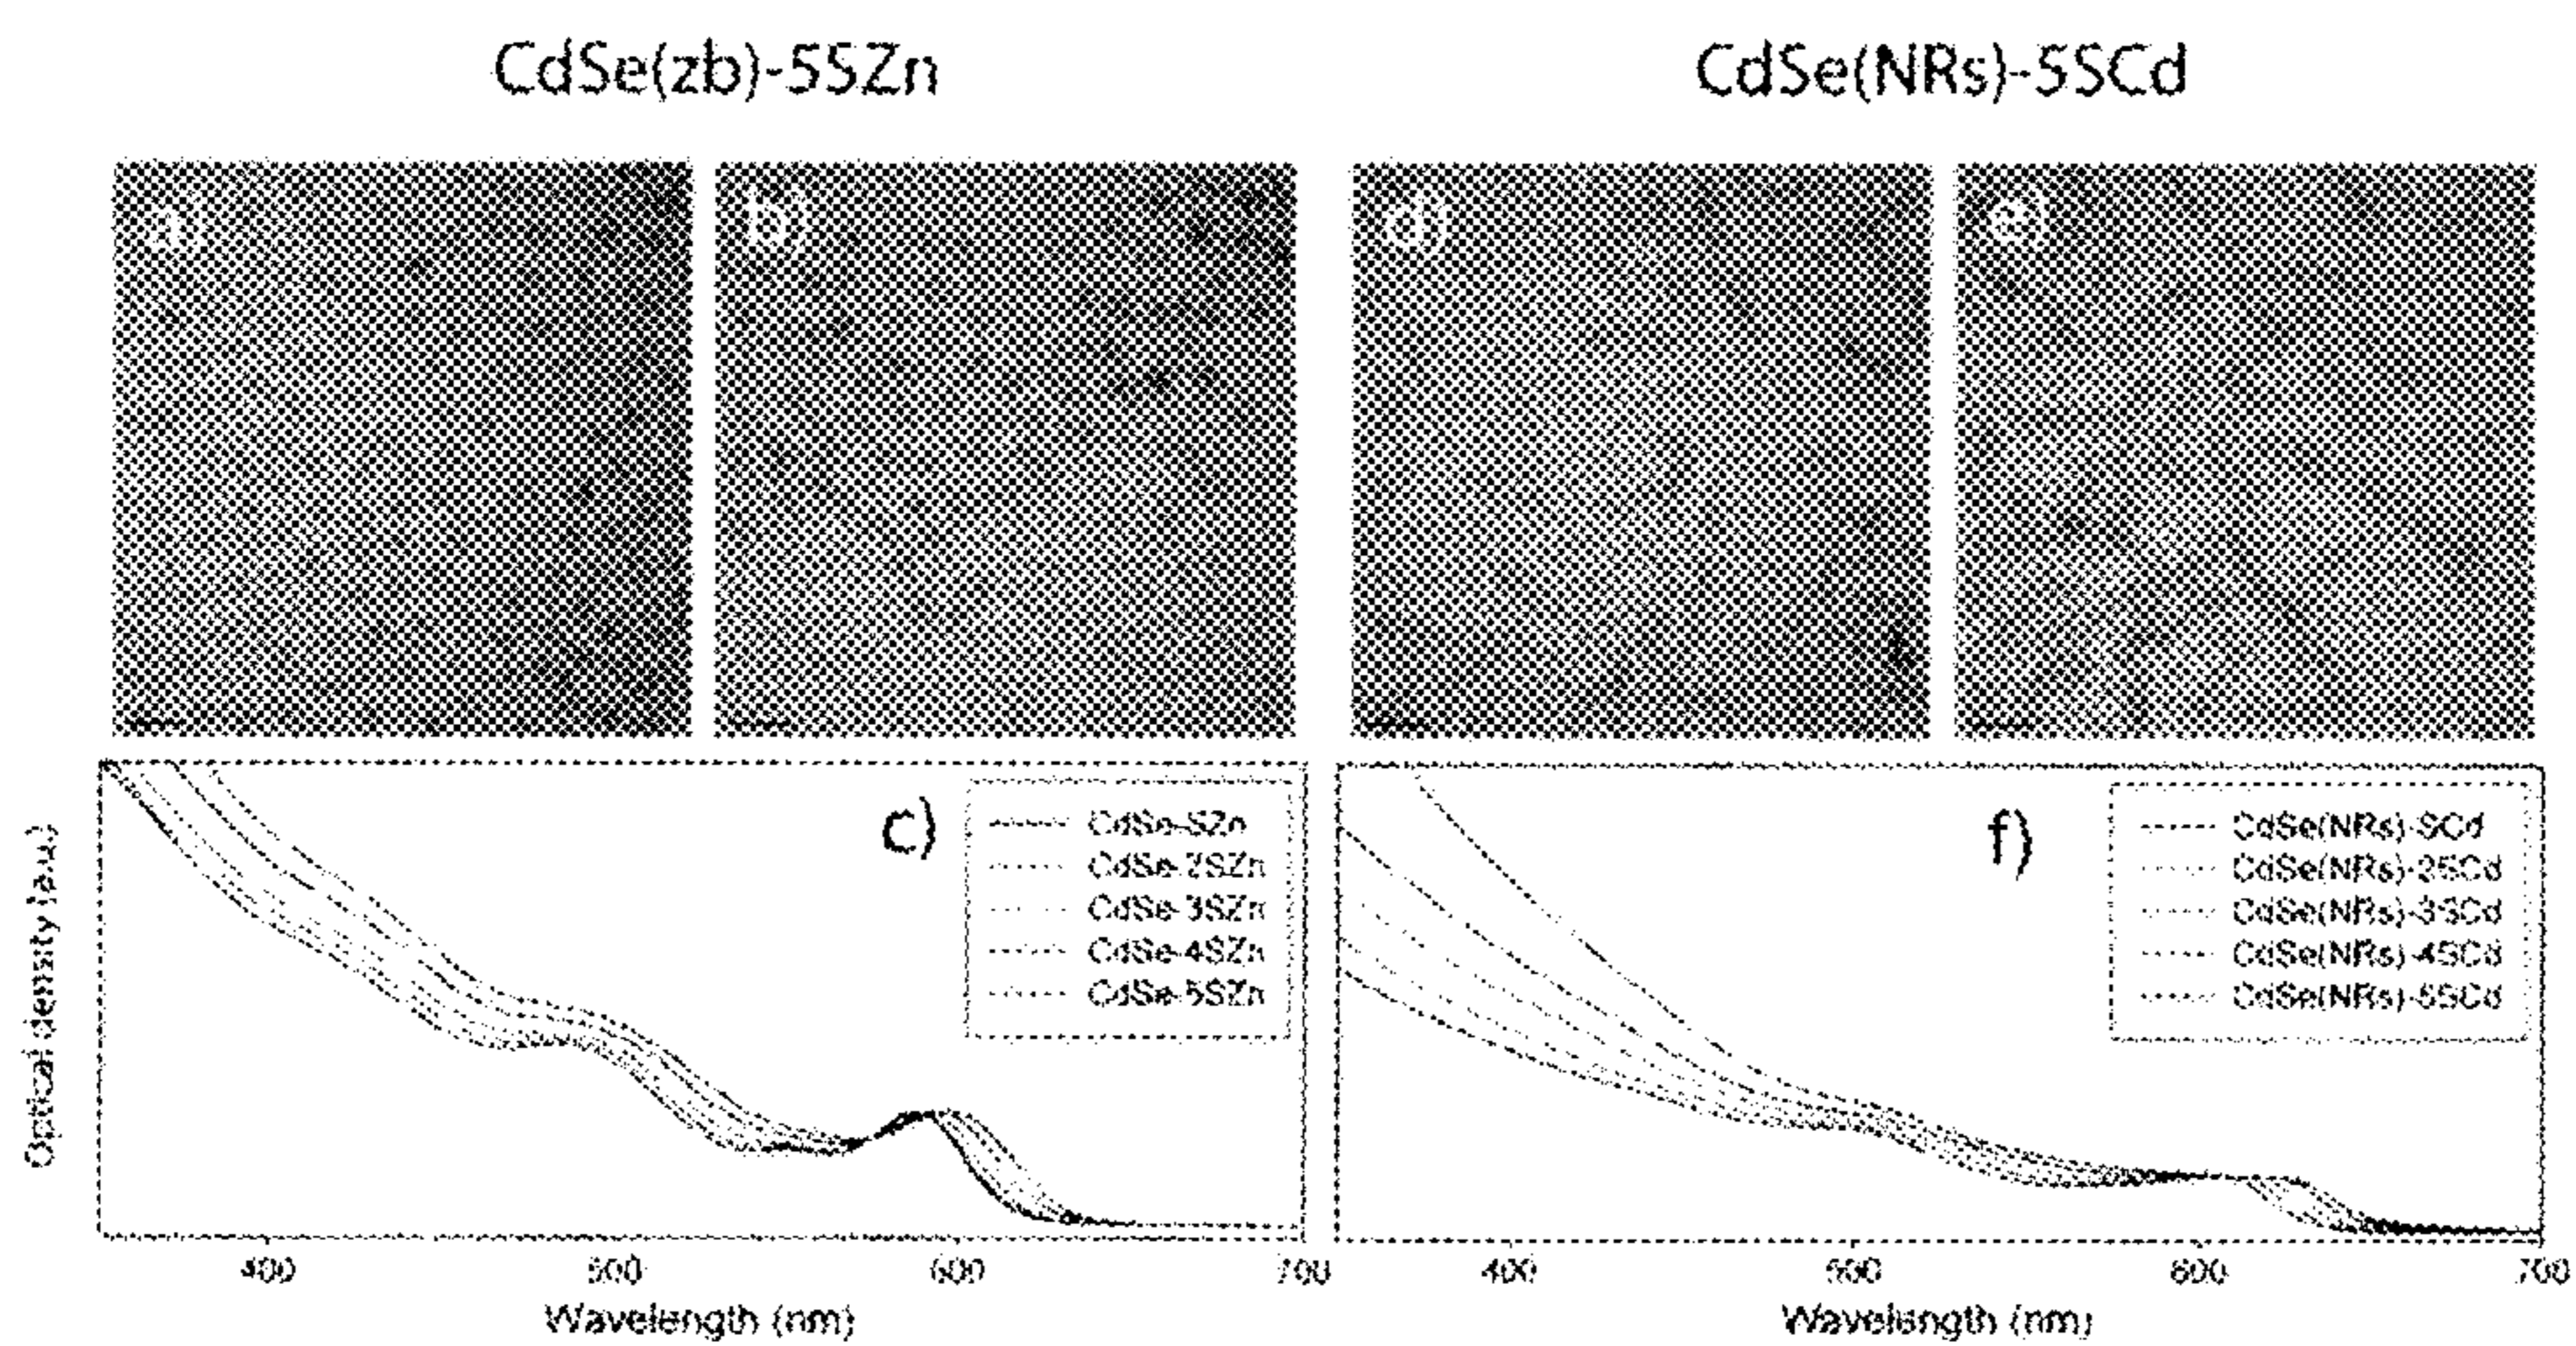 CdSe(zb)-5SZn
CdSe(NRs)-5SCd
a)
b)
d)
e)
Optical density (a.u.)
c)
CdSe-SZn
CdSe-2SZn
CdSe-3SZn
CdSe-4SZn
CdSe-5SZn
400
500
600
700
Wavelength (nm)
f)
CdSe(NRs)-SCd
CdSe(NRs)-2SCd
CdSe(NRs)-3SCd
CdSe(NRs)-4SCd
CdSe(NRs)-5SCd
400
500
600
700
Wavelength (nm)